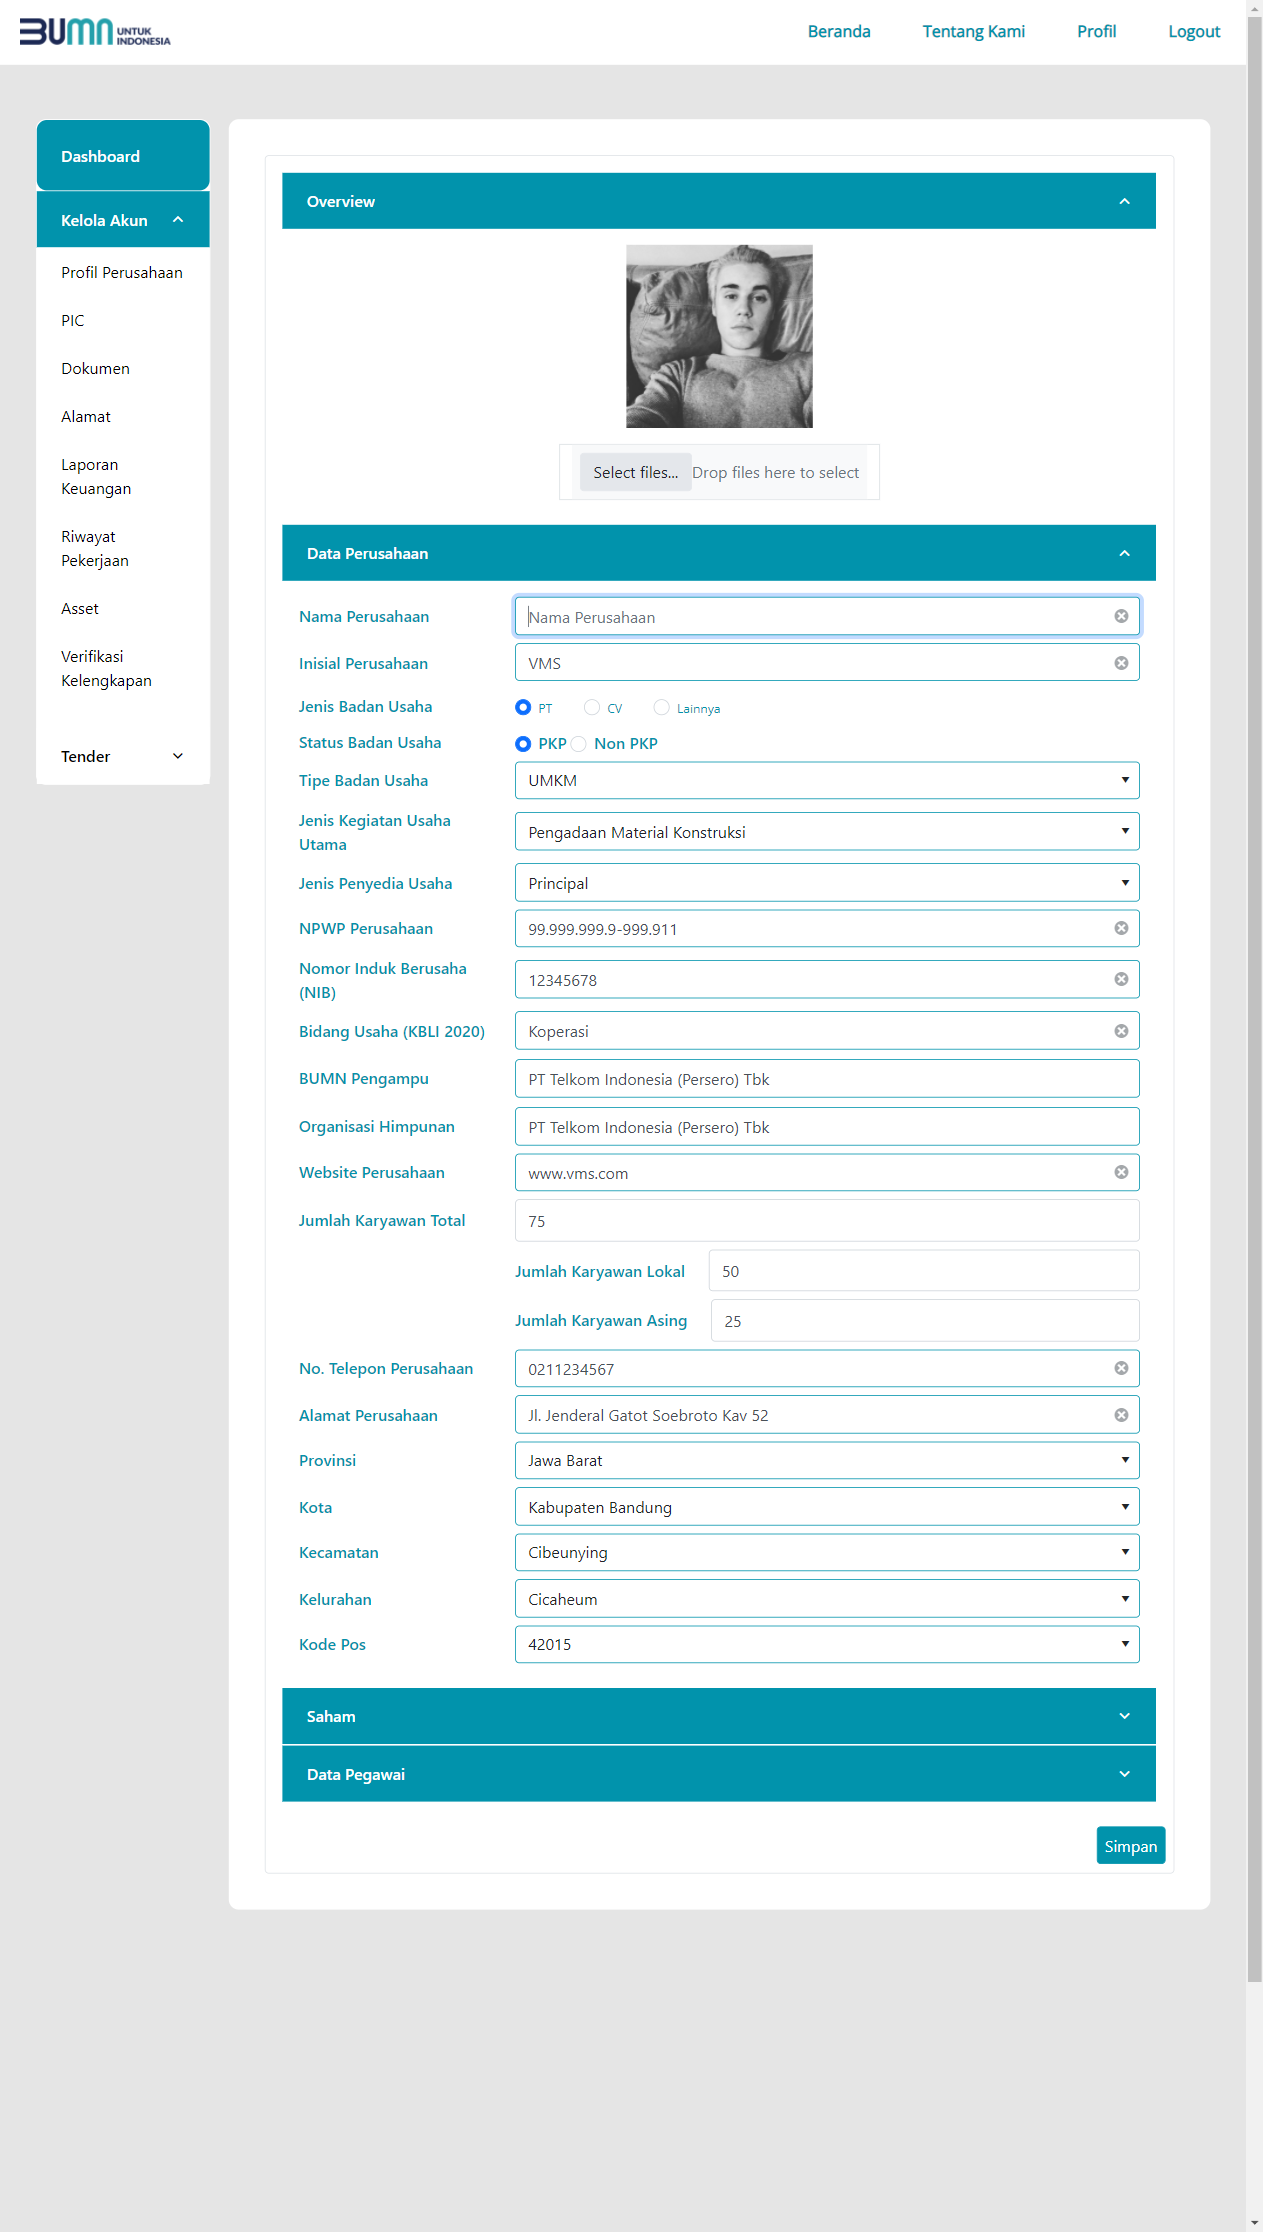 BUMN UNTUK INDONESIA
Beranda
Tentang Kami
Profil
Logout
Dashboard
Kelola Akun
Profil Perusahaan
PIC
Dokumen
Alamat
Laporan
Keuangan
Riwayat
Pekerjaan
Asset
Verifikasi
Kelengkapan
Tender
Overview
Select files... Drop files here to select
Data Perusahaan
Nama Perusahaan Nama Perusahaan
Inisial Perusahaan VMS
Jenis Badan Usaha PT CV Lainnya
Status Badan Usaha PKP Non PKP
Tipe Badan Usaha UMKM
Jenis Kegiatan Usaha
Utama Pengadaan Material Konstruksi
Jenis Penyedia Usaha Principal
NPWP Perusahaan 99.999.999.9-999.911
Nomor Induk Berusaha
(NIB) 12345678
Bidang Usaha (KBLI 2020) Koperasi
BUMN Pengampu PT Telkom Indonesia (Persero) Tbk
Organisasi Himpunan PT Telkom Indonesia (Persero) Tbk
Website Perusahaan www.vms.com
Jumlah Karyawan Total 75
Jumlah Karyawan Lokal 50
Jumlah Karyawan Asing 25
No. Telepon Perusahaan 0211234567
Alamat Perusahaan Jl. Jenderal Gatot Soebroto Kav 52
Provinsi Jawa Barat
Kota Kabupaten Bandung
Kecamatan Cibeunying
Kelurahan Cicaheum
Kode Pos 42015
Saham
Data Pegawai
Simpan